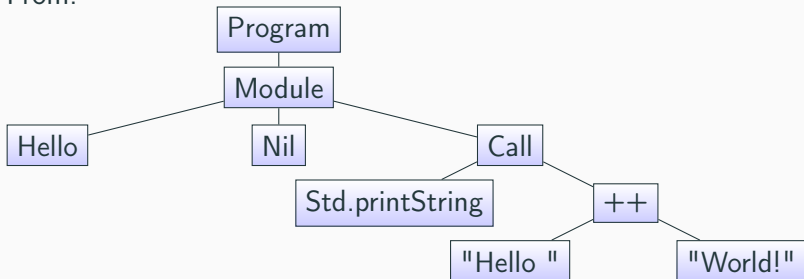 From:
Program
Module
Hello
Nil
Call
Std.printString
++
"Hello "
"World!"